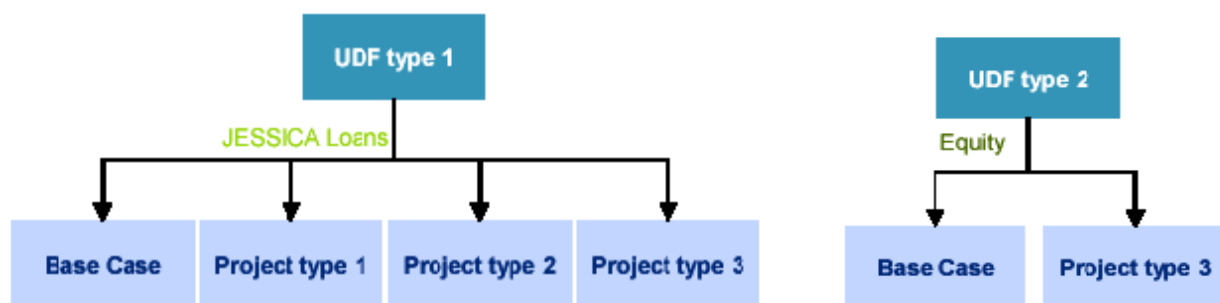 UDF type 1
JESSICA Loans
Base Case
Project type 1
Project type 2
Project type 3
UDF type 2
Equity
Base Case
Project type 3